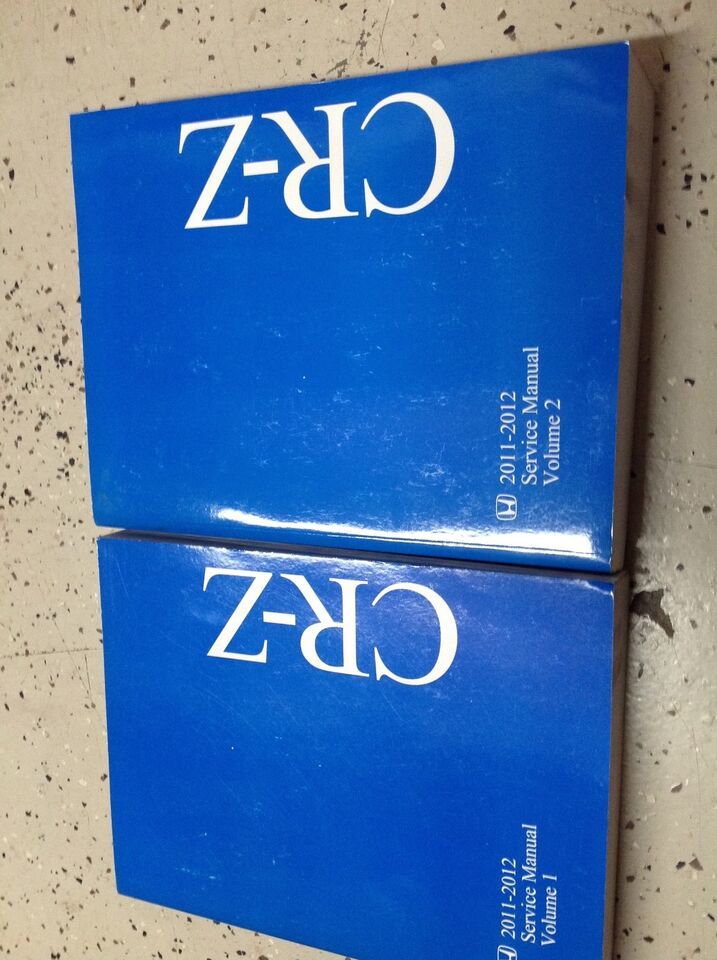 CR-Z
2011-2012
Service Manual
Volume 2
CR-Z
2011-2012
Service Manual
Volume 1